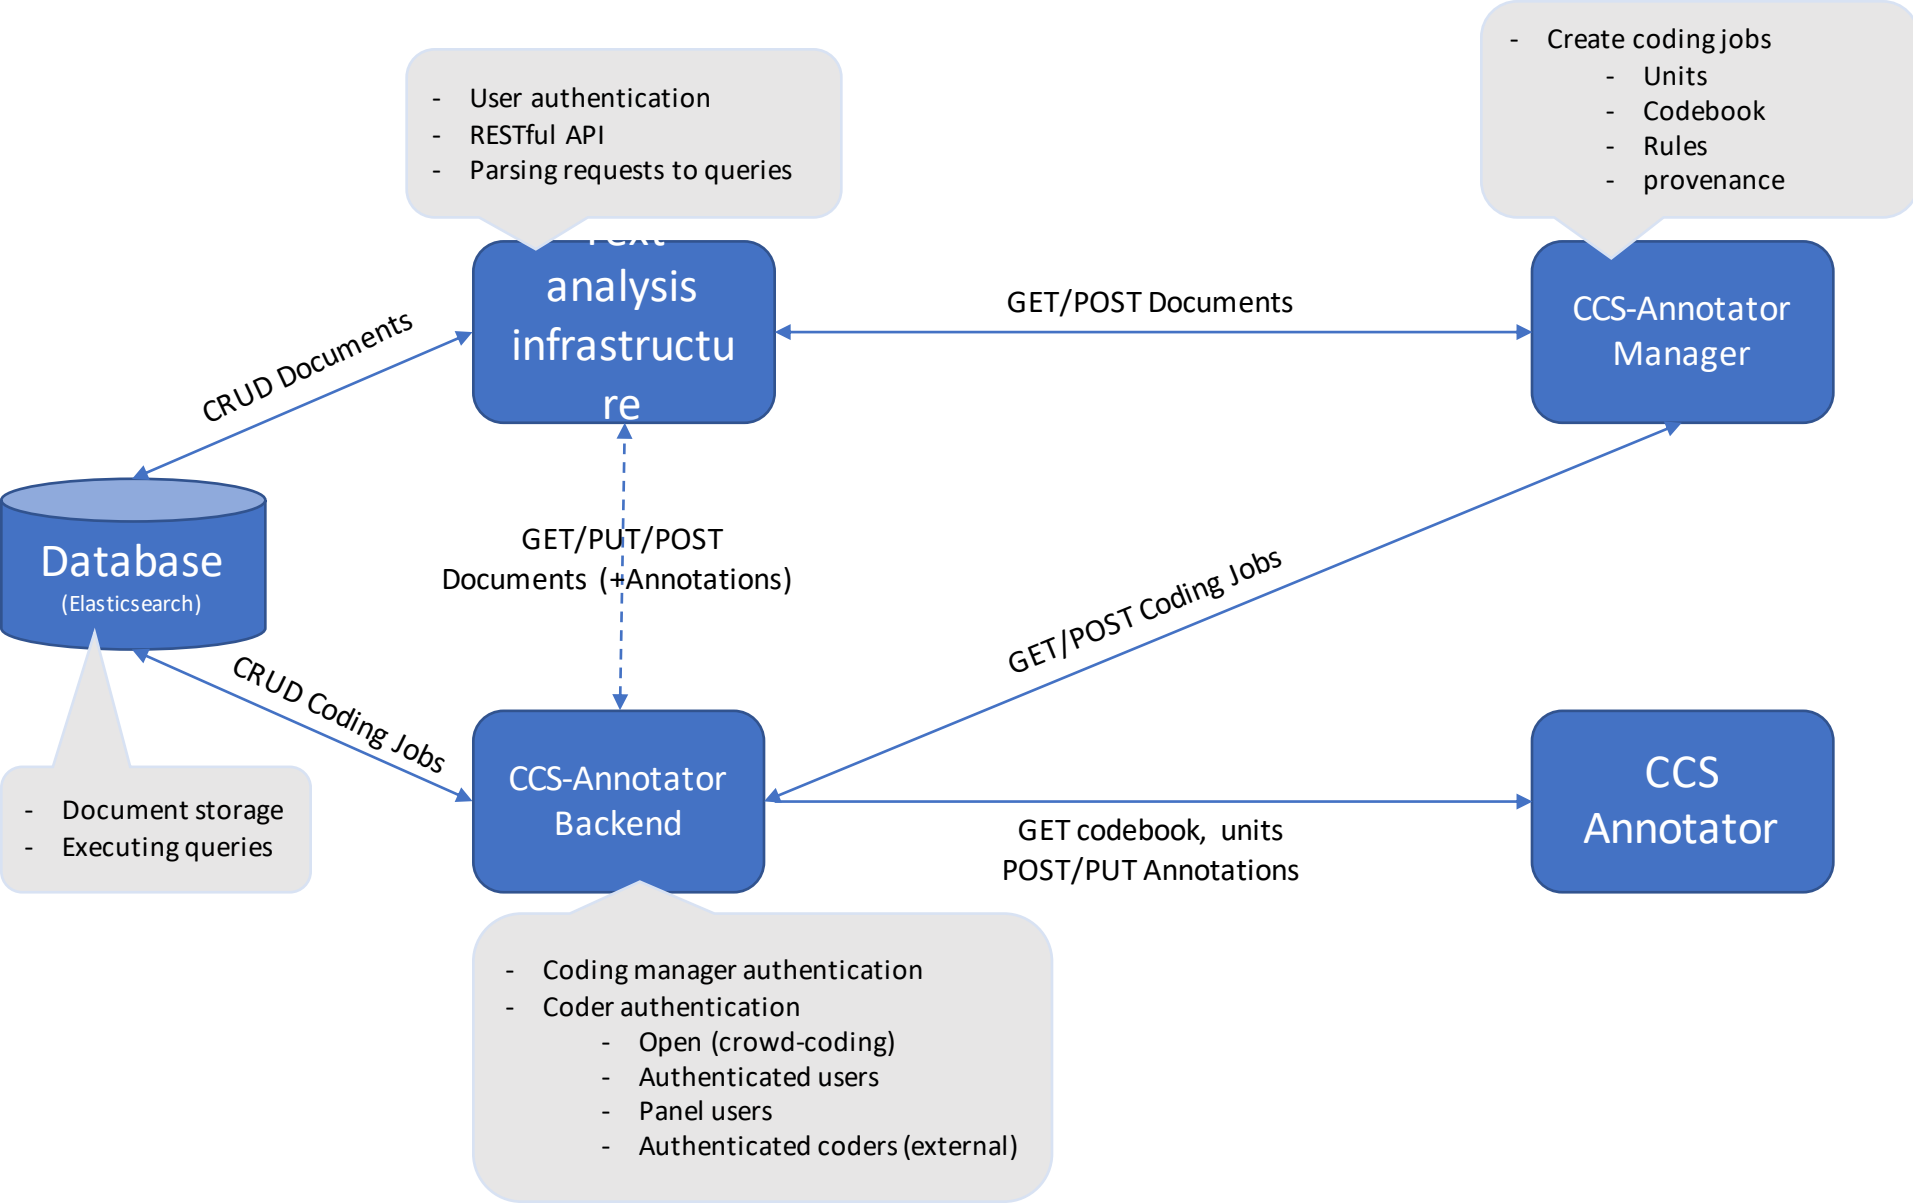 - User authentication
- RESTful API
- Parsing requests to queries
- Create coding jobs
- Units
- Codebook
- Rules
- provenance
Text
analysis
infrastructu
re
GET/POST Documents
CCS-Annotator
Manager
CRUD Documents
Database
(Elasticsearch)
GET/PUT/POST
Documents (+Annotations)
GET/POST Coding Jobs
CRUD Coding Jobs
- Document storage
- Executing queries
CCS-Annotator
Backend
GET codebook, units
POST/PUT Annotations
CCS
Annotator
- Coding manager authentication
- Coder authentication
- Open (crowd-coding)
- Authenticated users
- Panel users
- Authenticated coders (external)